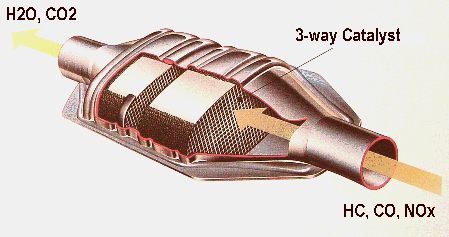 H2O, CO2
3-way Catalyst
HC, CO, NOx